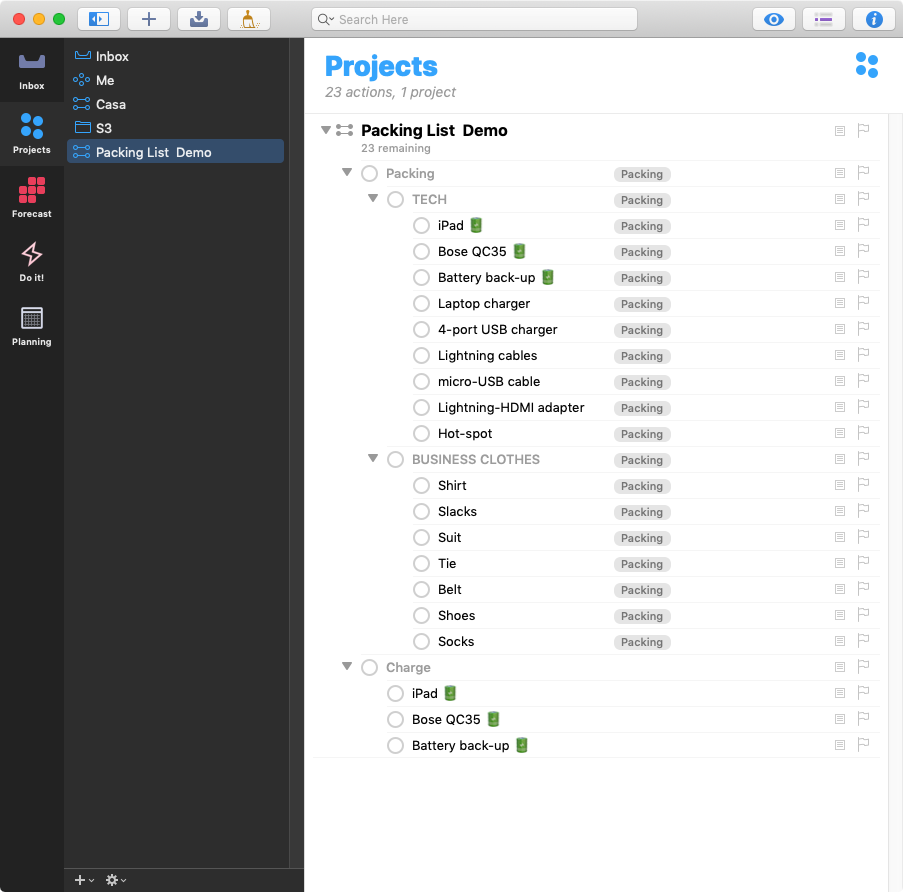 Search Here
Inbox
Projects
Forecast
Do it!
Planning
Inbox
Me
Casa
S3
Packing List Demo
Projects
23 actions, 1 project
Packing List Demo
23 remaining
Packing Packing
TECH Packing
iPad Packing
Bose QC35 Packing
Battery back-up Packing
Laptop charger Packing
4-port USB charger Packing
Lightning cables Packing
micro-USB cable Packing
Lightning-HDMI adapter Packing
Hot-spot Packing
BUSINESS CLOTHES Packing
Shirt Packing
Slacks Packing
Suit Packing
Tie Packing
Belt Packing
Shoes Packing
Socks Packing
Charge
iPad
Bose QC35
Battery back-up